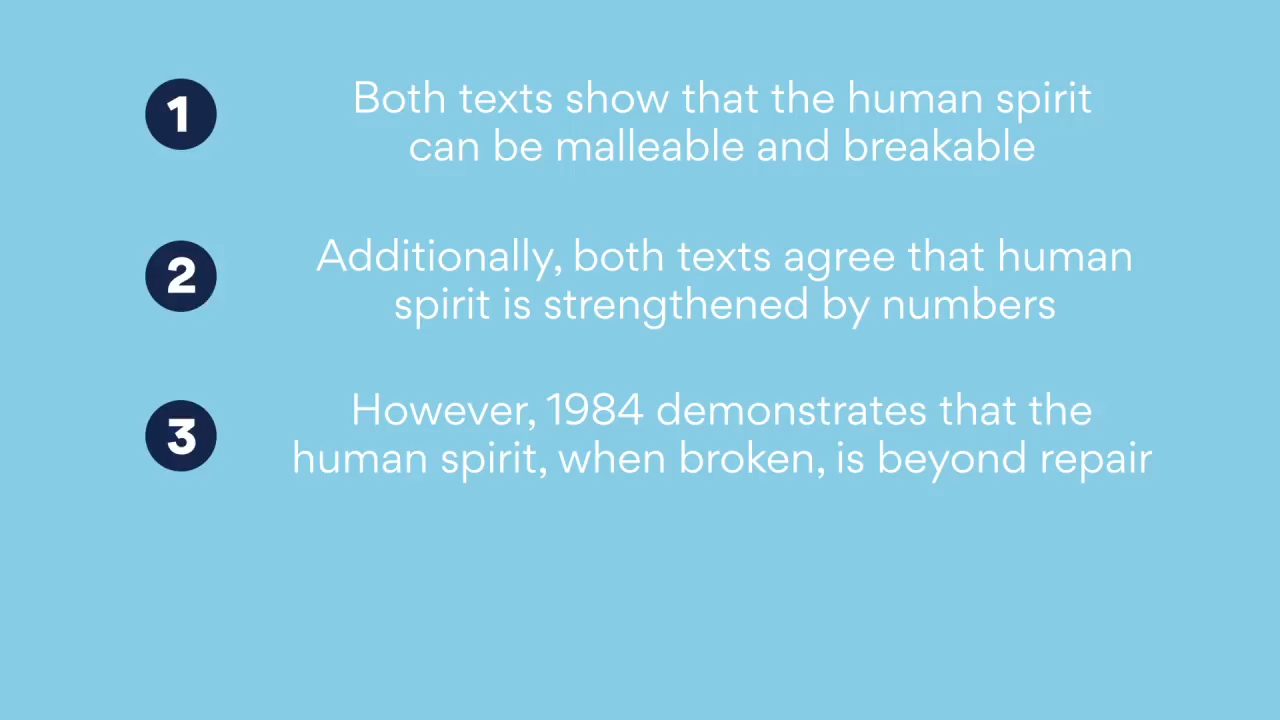 1
Both texts show that the human spirit
can be malleable and breakable
2
Additionally, both texts agree that human
spirit is strengthened by numbers
3
However, 1984 demonstrates that the
human spirit, when broken, is beyond repair